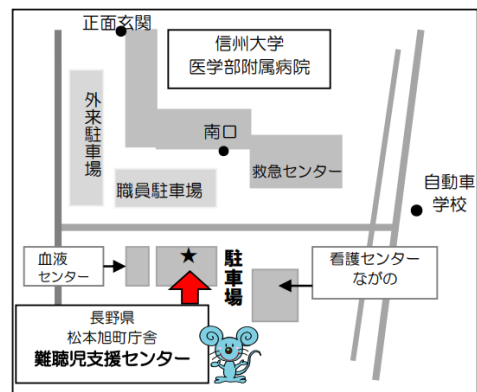 正面玄関
信州大学
医学部附属病院
外来駐車場
南口
救急センター
職員駐車場
自動車
学校
血液
センター
駐車場
看護センター
ながの
長野県
松本旭町庁舎
難聴児支援センター